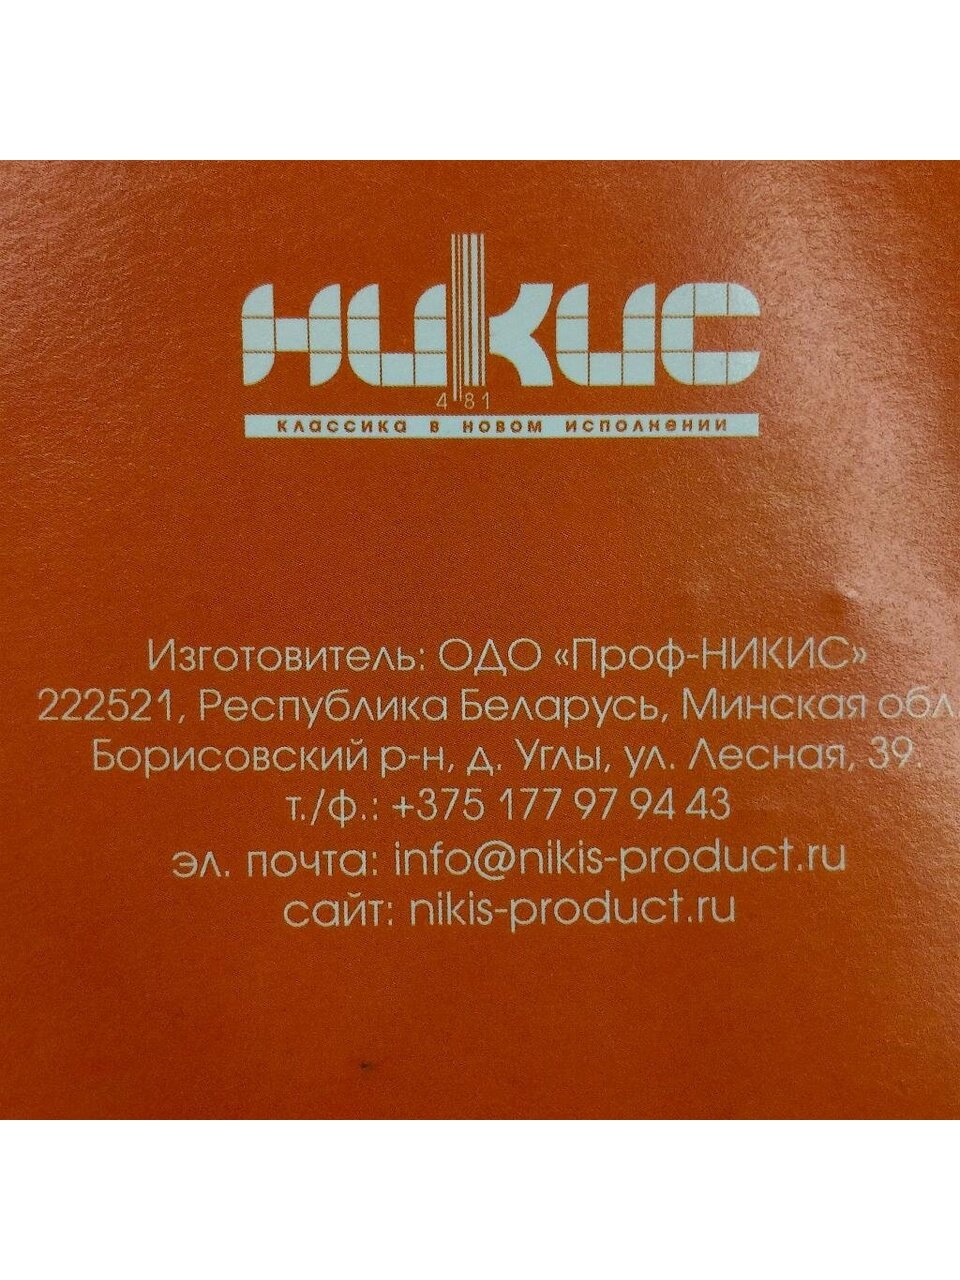 НИКИС
4 81
классика в новом исполнении
Изготовитель: ОДО «Проф-НИКИС»
222521, Республика Беларусь, Минская обл
Борисовский р-н, д. Углы, ул. Лесная, 39.
т./ф.: +375 177 97 94 43
эл. почта: info@nikis-product.ru
сайт: nikis-product.ru